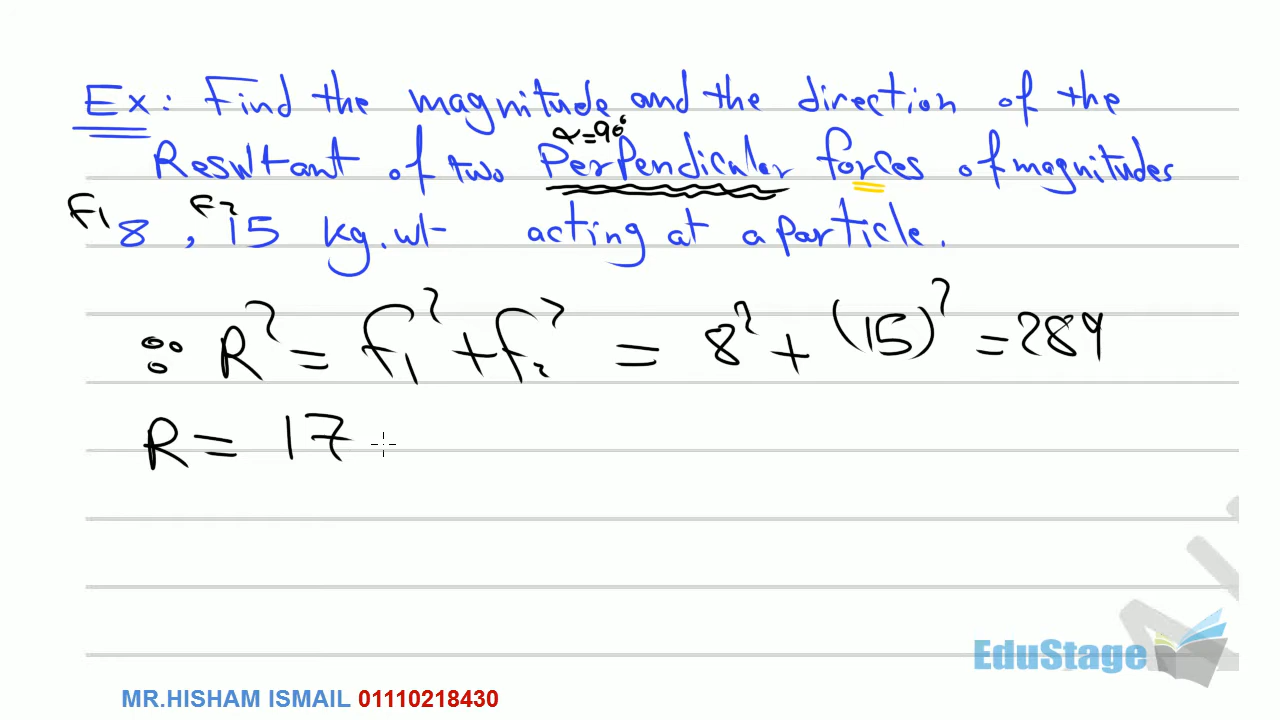 Ex: Find the magnitude and the direction of the
α=90°
Resultant of two Perpendicular forces of magnitudes
F1 F2
8 , 15 kg.wt acting at a particle.
∵ R² = f₁² + f₂² = 8² + (15)² = 289
R = 17
EduStage
MR.HISHAM ISMAIL 01110218430